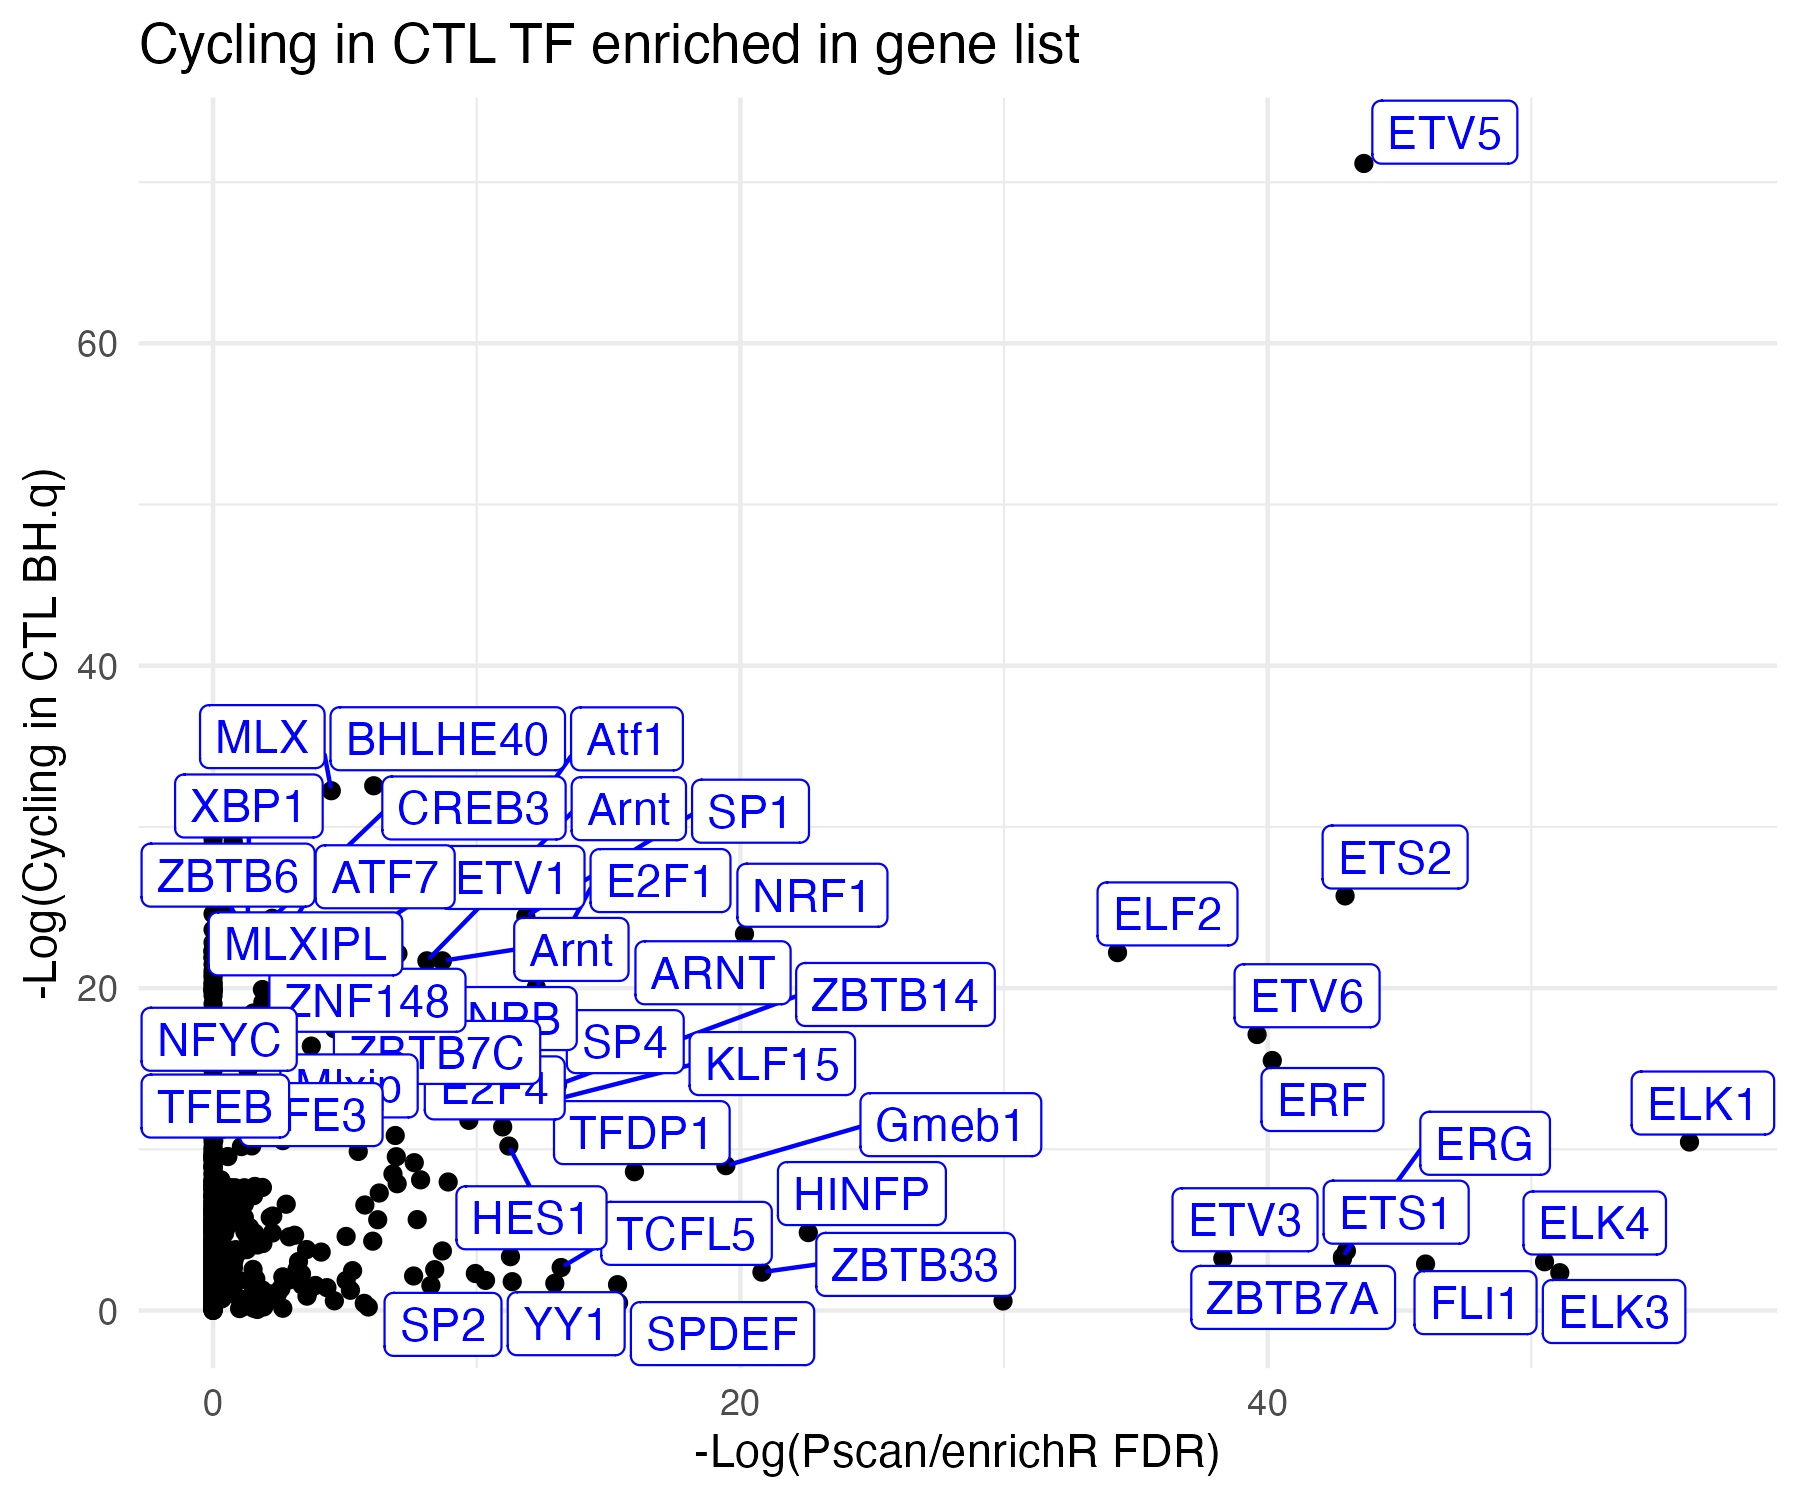 Cycling in CTL TF enriched in gene list
ETV5
60
40
20
0
-Log(Cycling in CTL BH.q)
MLX
BHLHE40
Atf1
XBP1
CREB3
Arnt
SP1
ZBTB6
ATF7
ETV1
E2F1
NRF1
ETS2
ELF2
MLXIPL
Arnt
ARNT
ZBTB14
ETV6
ZNF148
NFYC
ZBTB7C
SP4
KLF15
Mlxip
E2F4
ERF
ELK1
TFEB
TFDP1
Gmeb1
ERG
HINFP
HES1
TCFL5
ETV3
ETS1
ELK4
ZBTB33
ZBTB7A
FLI1
ELK3
SP2
YY1
SPDEF
0
20
40
-Log(Pscan/enrichR FDR)